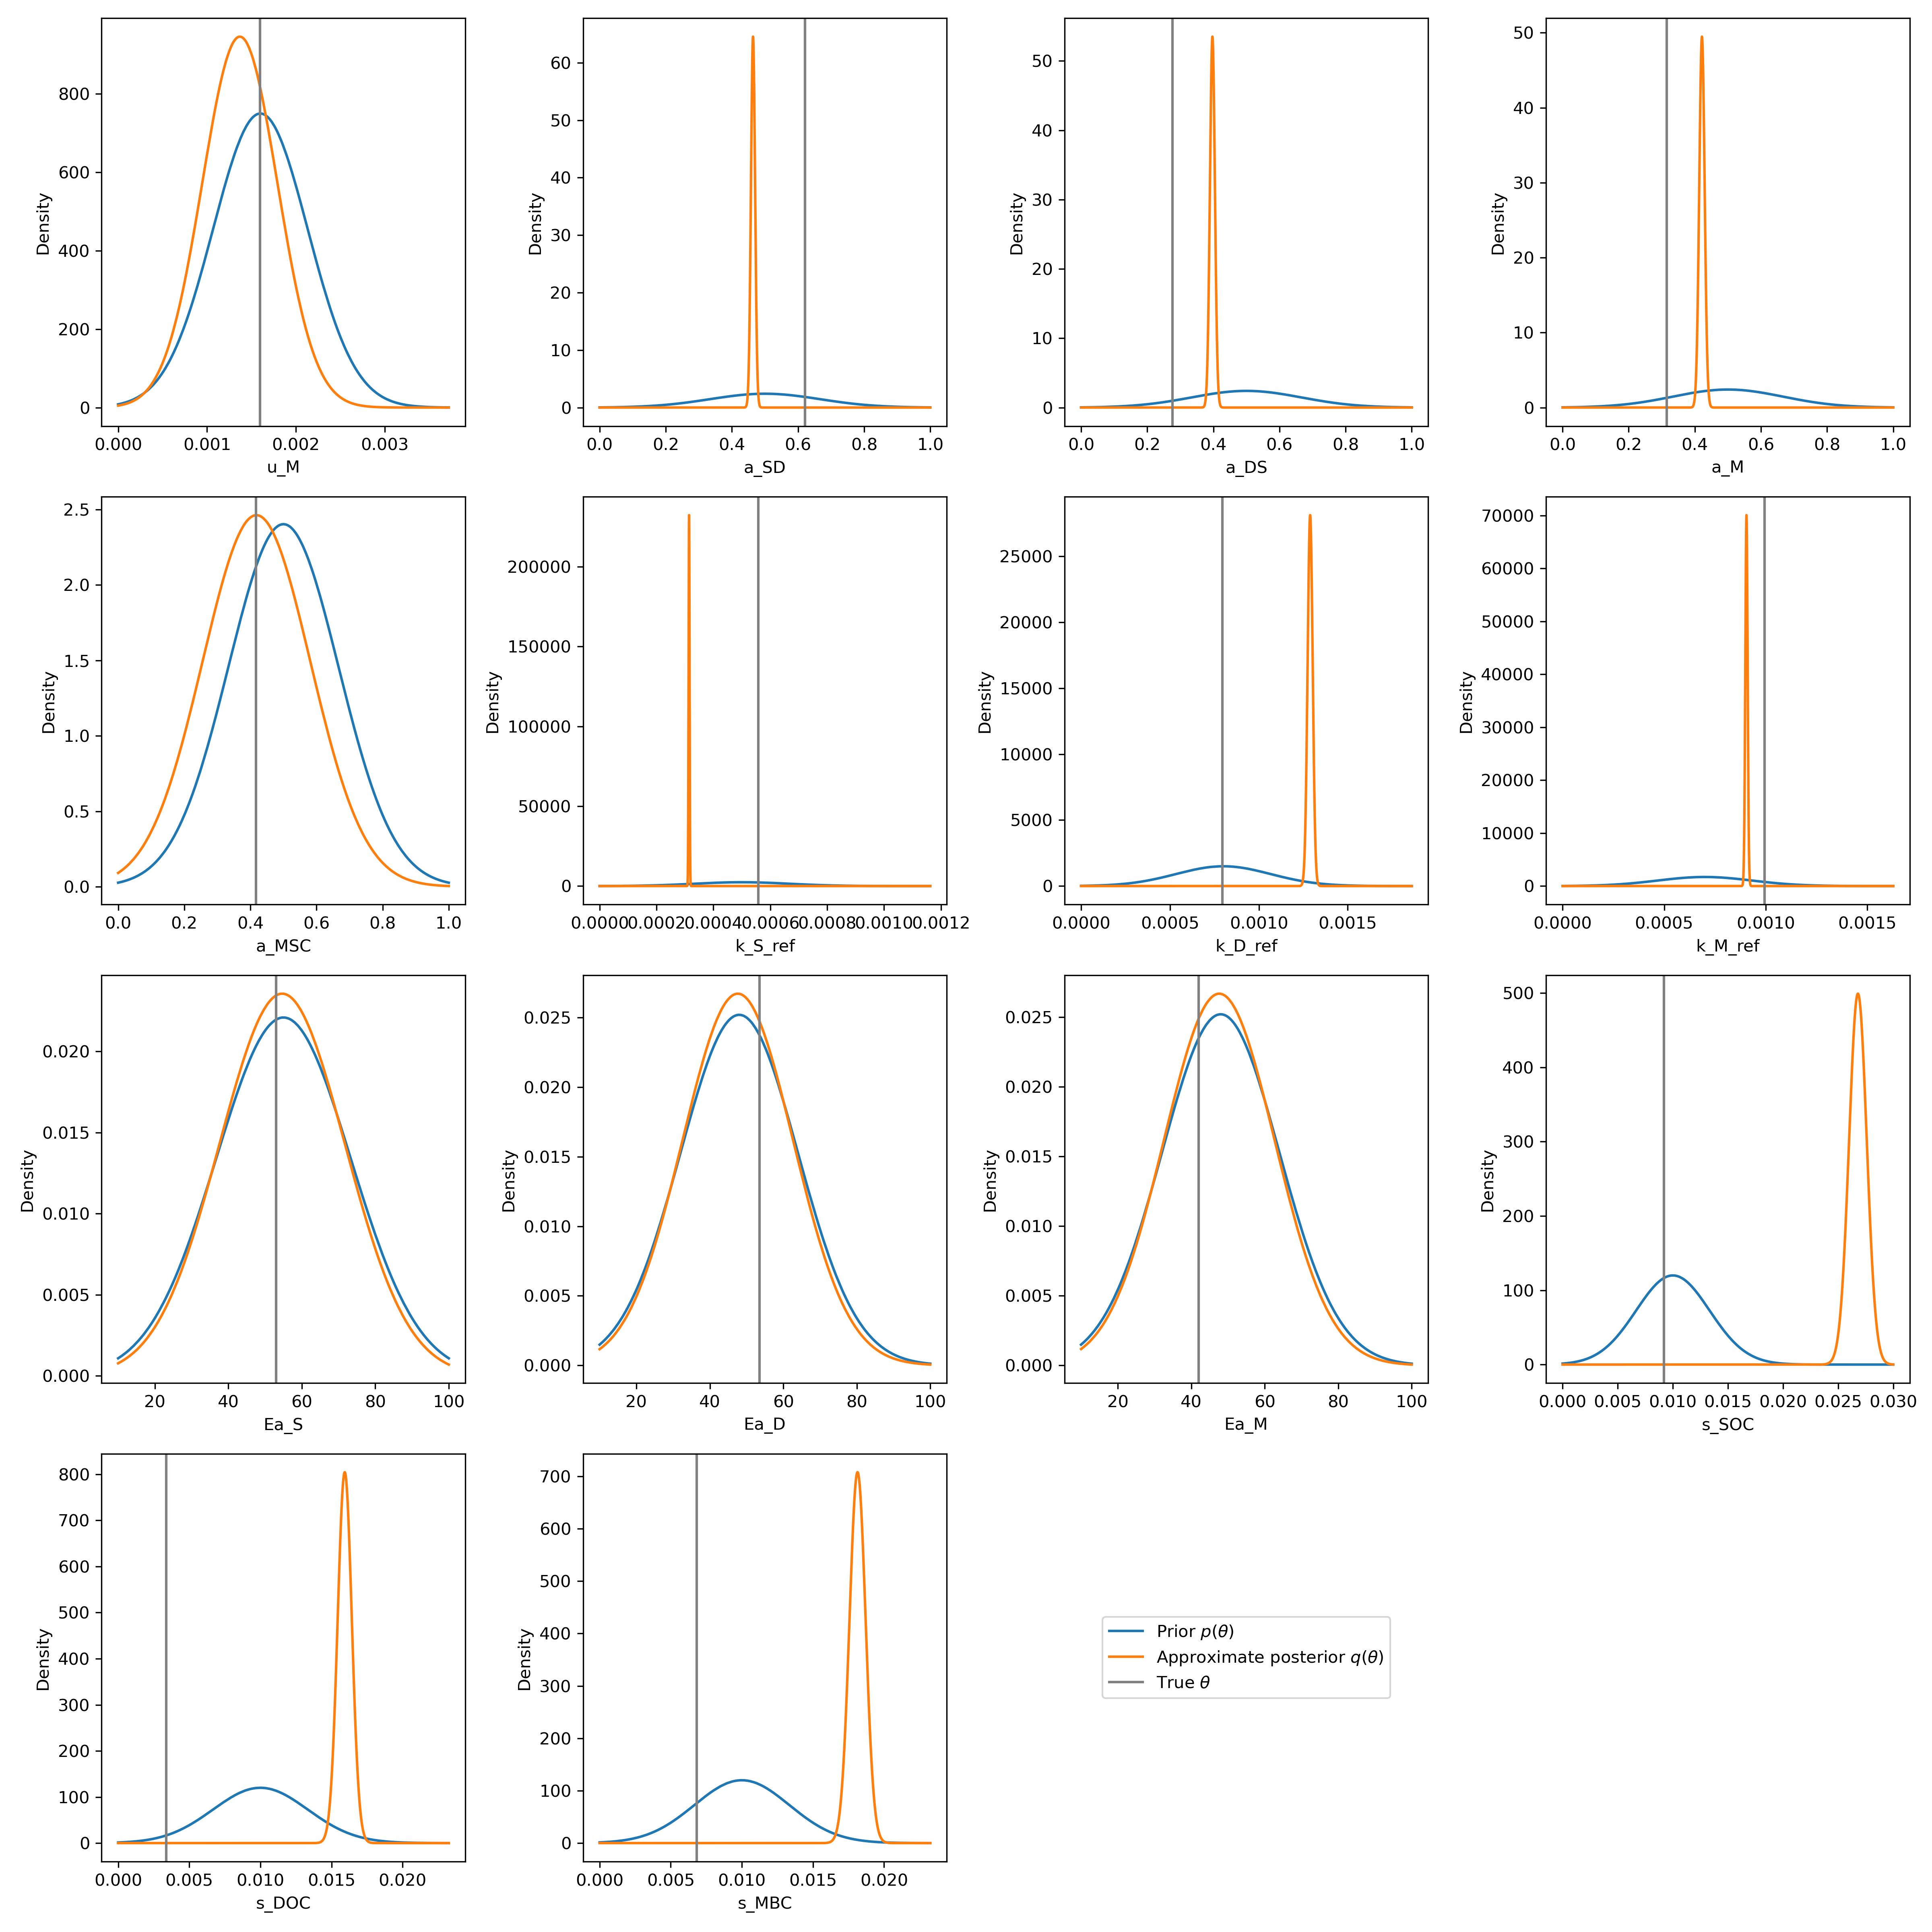 Density
800
600
400
200
0
0.000 0.001 0.002 0.003
u_M
Density
60
50
40
30
20
10
0
0.0 0.2 0.4 0.6 0.8 1.0
a_SD
Density
50
40
30
20
10
0
0.0 0.2 0.4 0.6 0.8 1.0
a_DS
Density
50
40
30
20
10
0
0.0 0.2 0.4 0.6 0.8 1.0
a_M
Density
2.5
2.0
1.5
1.0
0.5
0.0
0.0 0.2 0.4 0.6 0.8 1.0
a_MSC
Density
200000
150000
100000
50000
0
0.0000 0.0002 0.0004 0.0006 0.0008 0.0010 0.0012
k_S_ref
Density
25000
20000
15000
10000
5000
0
0.0000 0.0005 0.0010 0.0015
k_D_ref
Density
70000
60000
50000
40000
30000
20000
10000
0
0.0000 0.0005 0.0010 0.0015
k_M_ref
Density
0.020
0.015
0.010
0.005
0.000
20 40 60 80 100
Ea_S
Density
0.025
0.020
0.015
0.010
0.005
0.000
20 40 60 80 100
Ea_D
Density
0.025
0.020
0.015
0.010
0.005
0.000
20 40 60 80 100
Ea_M
Density
500
400
300
200
100
0
0.000 0.005 0.010 0.015 0.020 0.025 0.030
s_SOC
Density
800
700
600
500
400
300
200
100
0
0.000 0.005 0.010 0.015 0.020
s_DOC
Density
700
600
500
400
300
200
100
0
0.000 0.005 0.010 0.015 0.020
s_MBC
Prior p(θ)
Approximate posterior q(θ)
True θ